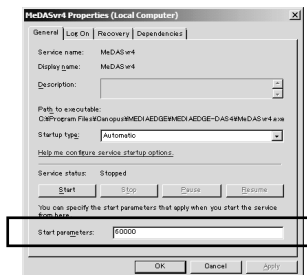 MeDASvr4 Properties (Local Computer)
General Log On Recovery Dependencies
Service name: MeDASvr4
Display name: MeDASvr4
Description:
Path to executable:
C:¥Program Files¥Canopus¥MEDIAEDGE¥MEDIAEDGE-DAS4¥MeDASvr4.exe
Startup type: Automatic
Help me configure service startup options.
Service status: Stopped
Start Stop Pause Resume
You can specify the start parameters that apply when you start the service
from here.
Start parameters: 60000
OK Cancel Apply